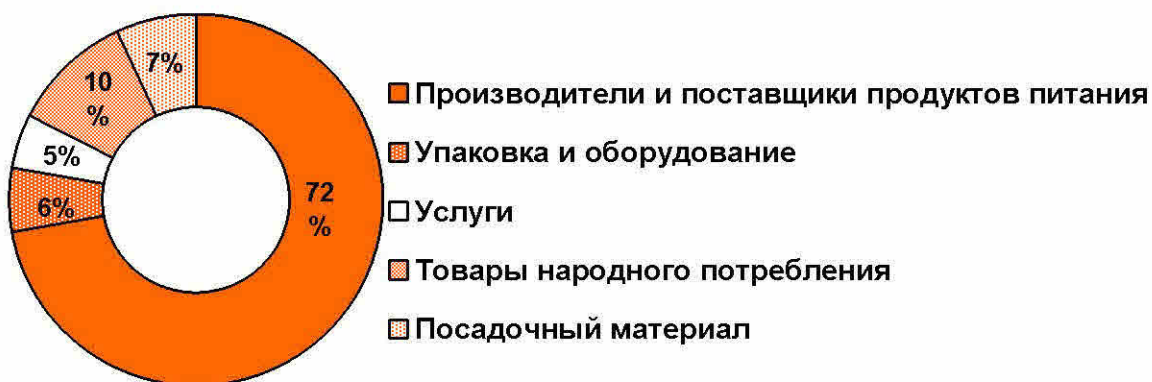 7%
10
%
5%
6%
72
%
Производители и поставщики продуктов питания
Упаковка и оборудование
Услуги
Товары народного потребления
Посадочный материал